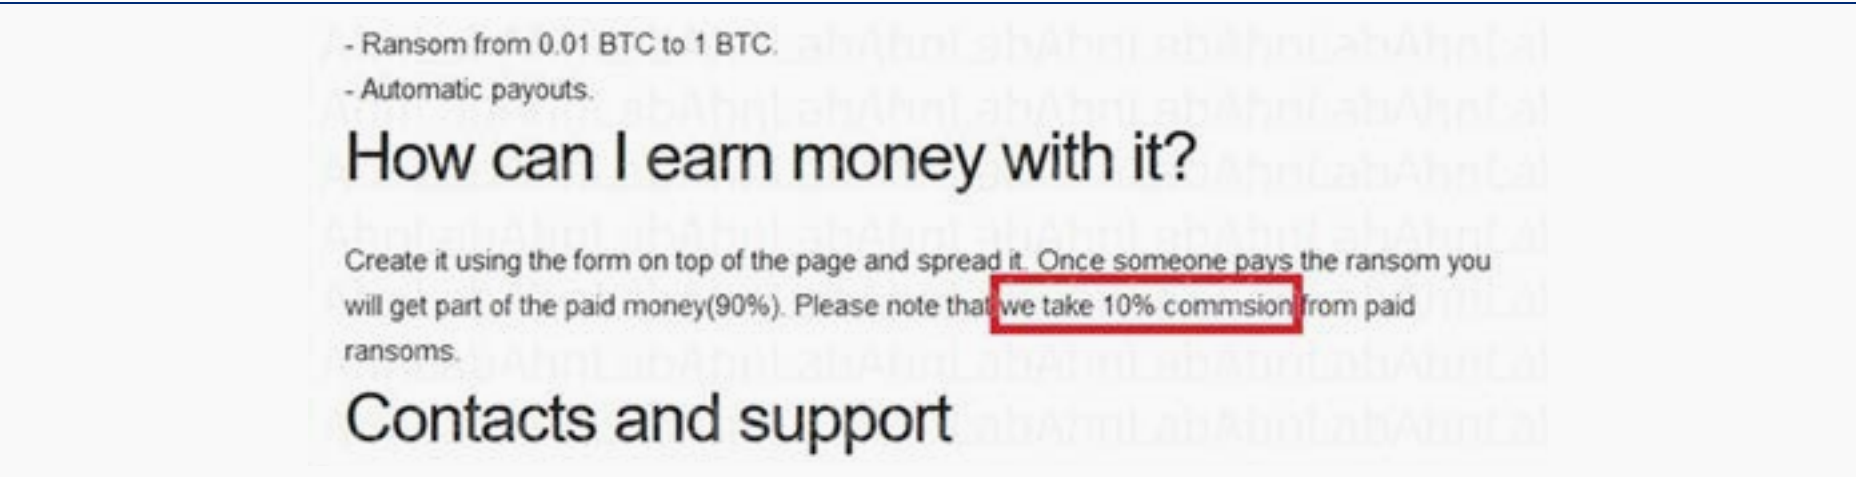 - Ransom from 0.01 BTC to 1 BTC.
- Automatic payouts.
How can I earn money with it?
Create it using the form on top of the page and spread it. Once someone pays the ransom you
will get part of the paid money(90%). Please note that we take 10% commsion from paid
ransoms.
Contacts and support